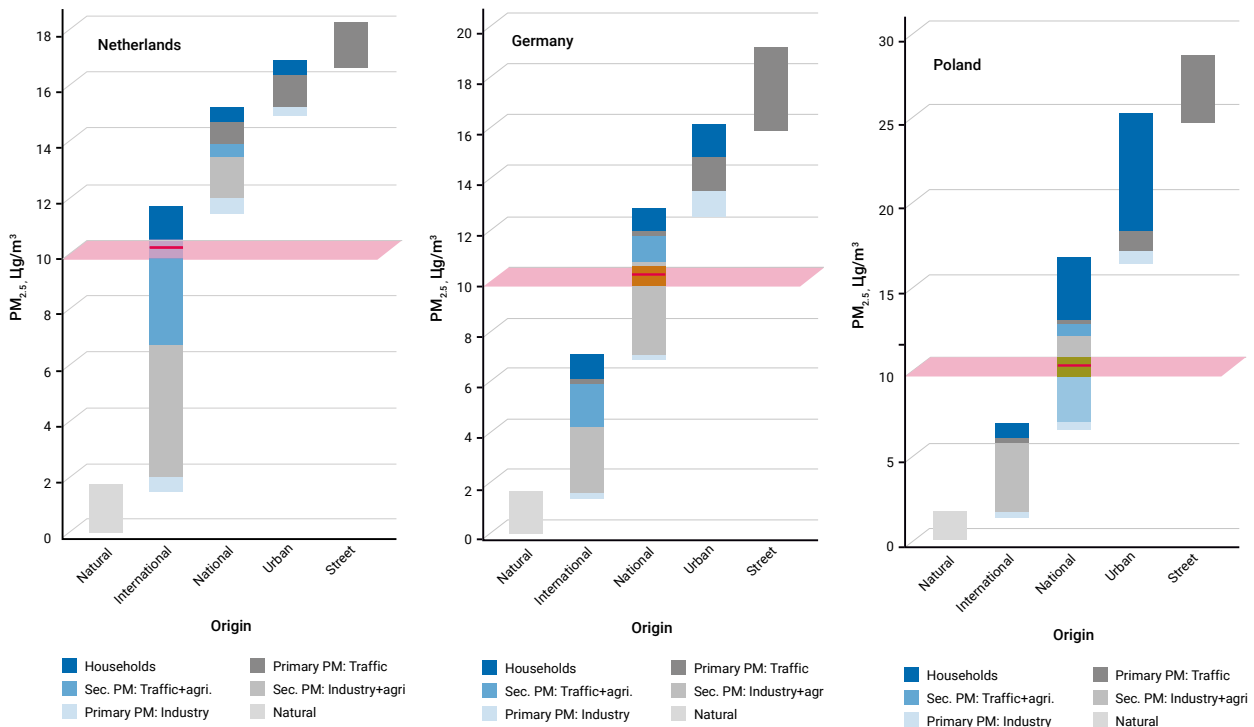 Netherlands
PM2.5, Цg/m³
18
16
14
12
10
8
6
4
2
0
Natural
International
National
Urban
Street
Origin
Households
Primary PM: Traffic
Sec. PM: Traffic+agri.
Sec. PM: Industry+agri
Primary PM: Industry
Natural
Germany
PM2.5, Цg/m³
20
18
16
14
12
10
8
6
4
2
0
Natural
International
National
Urban
Street
Origin
Households
Primary PM: Traffic
Sec. PM: Traffic+agri.
Sec. PM: Industry+agr
Primary PM: Industry
Natural
Poland
PM2.5, Цg/m³
30
25
20
15
10
5
0
Natural
International
National
Urban
Street
Origin
Households
Primary PM: Traffic
Sec. PM: Traffic+agri.
Sec. PM: Industry+agri
Primary PM: Industry
Natural